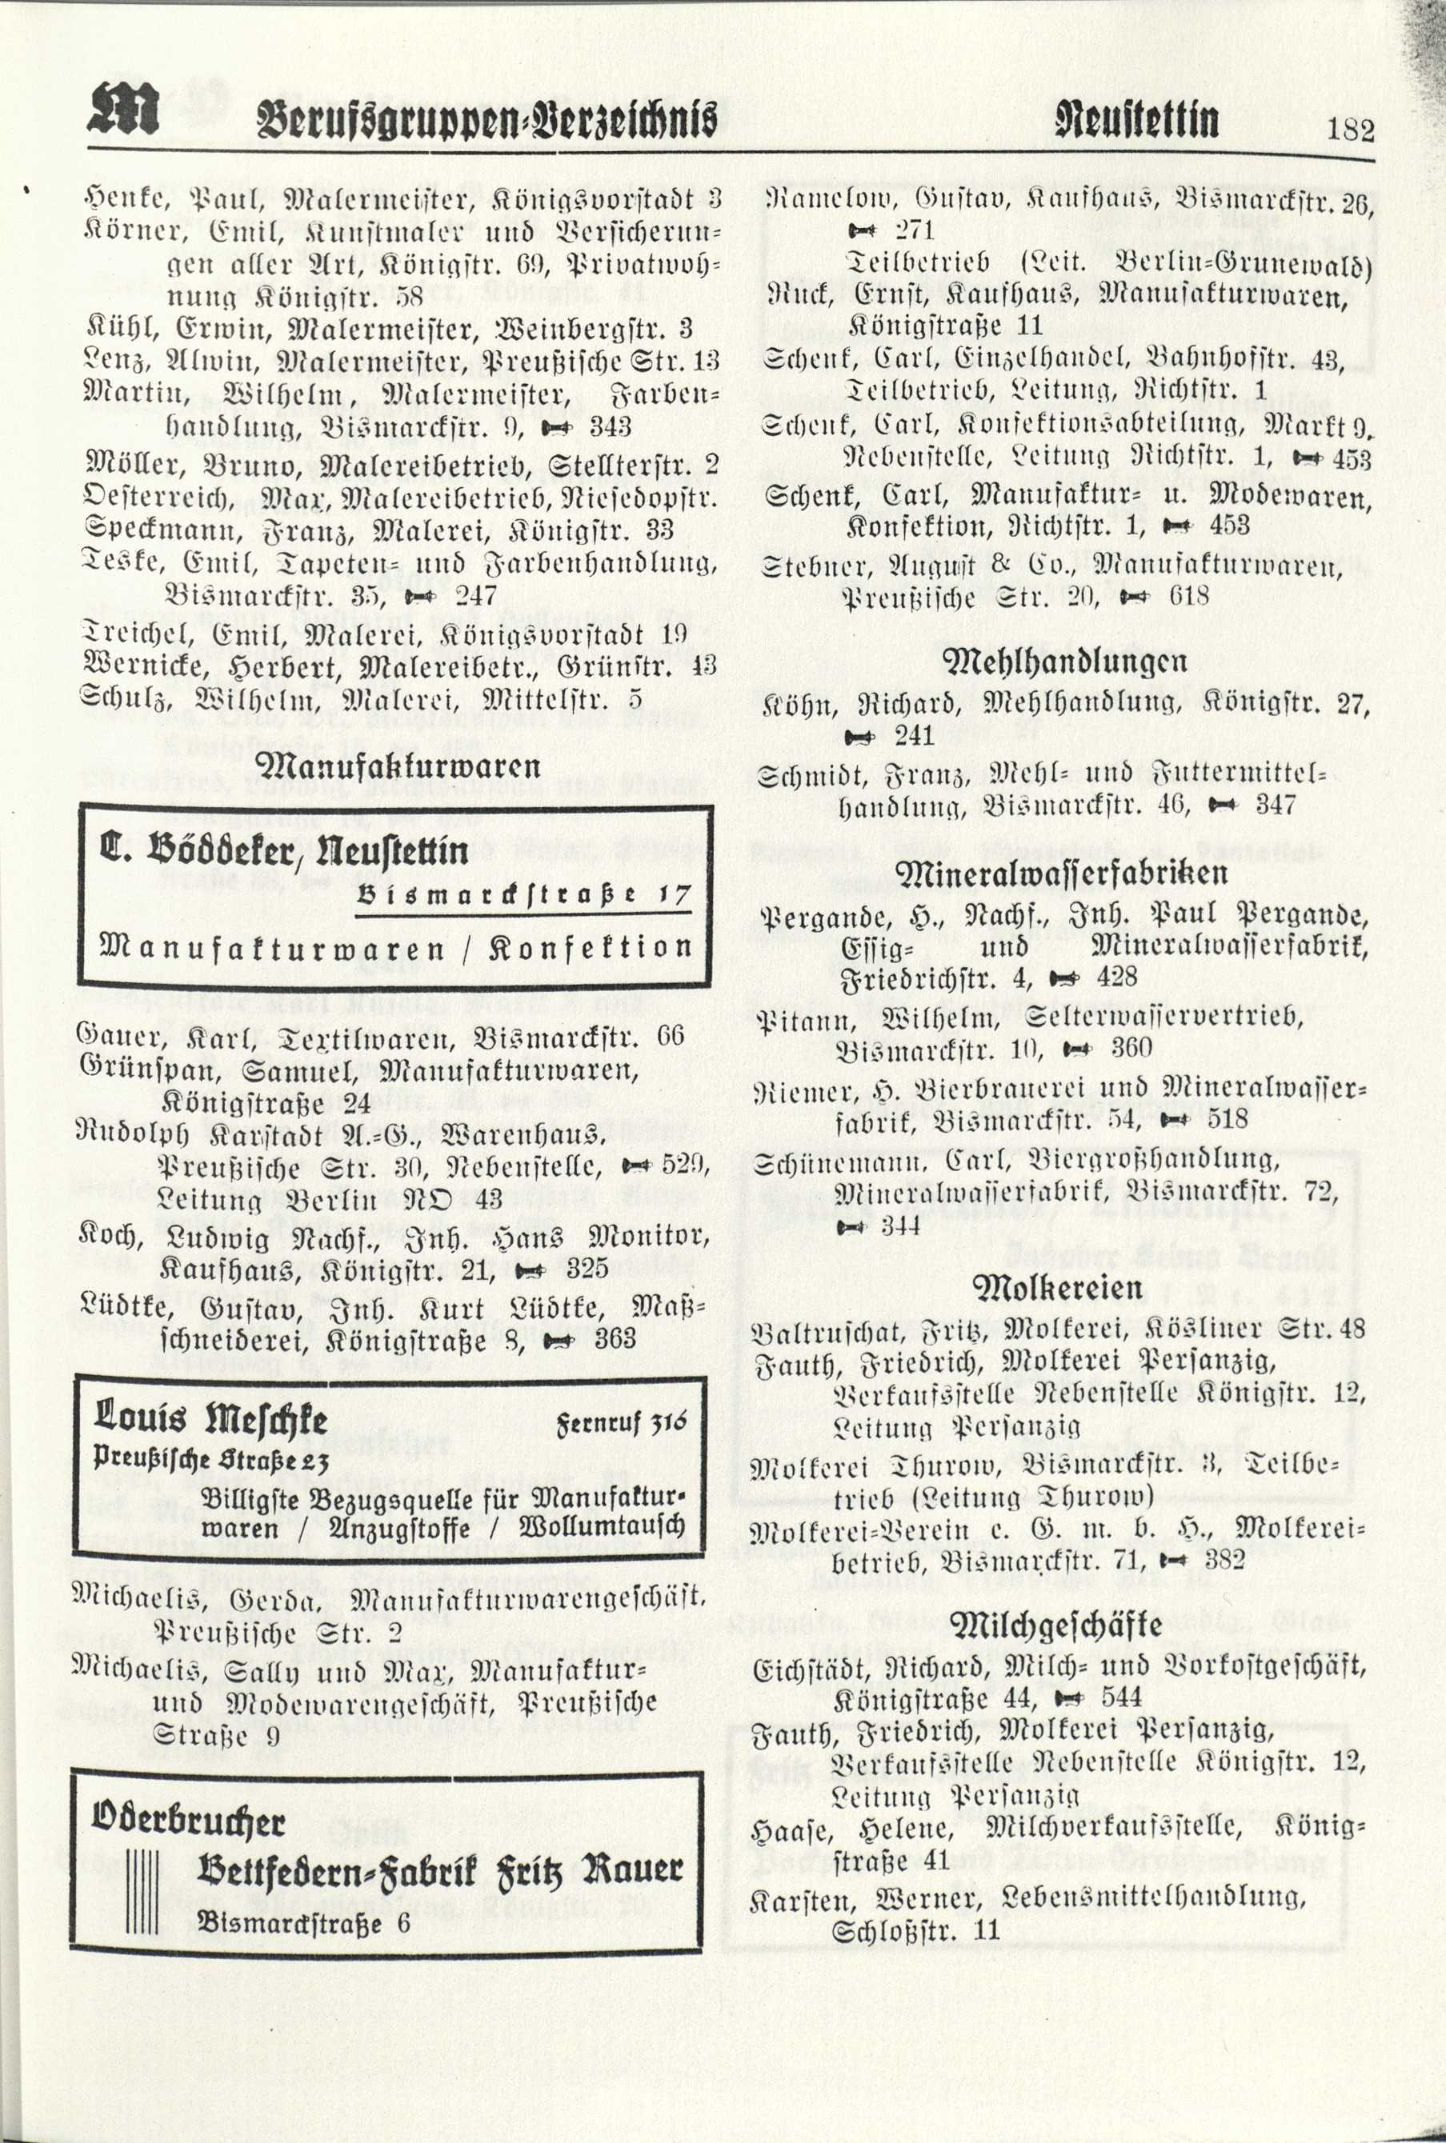 M Berufsgruppen-Verzeichnis Neustettin 182
Henke, Paul, Malermeister, Königsvorstadt 3
Körner, Emil, Kunstmaler und Versicherun-
gen aller Art, Königstr. 69, Privatwoh-
nung Königstr. 58
Kühl, Erwin, Malermeister, Weinbergstr. 3
Lenz, Alwin, Malermeister, Preußische Str. 13
Martin, Wilhelm, Malermeister, Farben-
handlung, Bismarckstr. 9, 343
Möller, Bruno, Malereibetrieb, Stellterstr. 2
Oesterreich, Max, Malereibetrieb, Niesedopstr.
Speckmann, Franz, Malerei, Königstr. 33
Teske, Emil, Tapeten- und Farbenhandlung,
Bismarckstr. 35, 247
Treichel, Emil, Malerei, Königsvorstadt 19
Wernicke, Herbert, Malereibetr., Grünstr. 43
Schulz, Wilhelm, Malerei, Mittelstr. 5
Manufakturwaren
C. Böddeker, Neustettin
Bismarckstraße 17
Manufakturwaren / Konfektion
Gauer, Karl, Textilwaren, Bismarckstr. 66
Grünspan, Samuel, Manufakturwaren,
Königstraße 24
Rudolph Karstadt A.-G., Warenhaus,
Preußische Str. 30, Nebenstelle, 529,
Leitung Berlin NO 43
Koch, Ludwig Nachf., Inh. Hans Monitor,
Kaufhaus, Königstr. 21, 325
Lüdtke, Gustav, Inh. Kurt Lüdtke, Maß-
schneiderei, Königstraße 8, 363
Louis Meschke Fernruf 316
Preußische Straße 23
Billigste Bezugsquelle für Manufaktur-
waren / Anzugstoffe / Wollumtausch
Michaelis, Gerda, Manufakturwarengeschäft,
Preußische Str. 2
Michaelis, Sally und Max, Manufaktur-
und Modewarengeschäft, Preußische
Straße 9
Oderbrucher
Bettfedern-Fabrik Fritz Rauer
Bismarckstraße 6
Ramelow, Gustav, Kaufhaus, Bismarckstr. 26,
271
Teilbetrieb (Leit. Berlin-Grunewald)
Ruck, Ernst, Kaufhaus, Manufakturwaren,
Königstraße 11
Schenk, Carl, Einzelhandel, Bahnhofstr. 43,
Teilbetrieb, Leitung, Richtstr. 1
Schenk, Carl, Konfektionsabteilung, Markt 9,
Nebenstelle, Leitung Richtstr. 1, 453
Schenk, Carl, Manufaktur- u. Modewaren,
Konfektion, Richtstr. 1, 453
Stebner, August & Co., Manufakturwaren,
Preußische Str. 20, 618
Mehlhandlungen
Köhn, Richard, Mehlhandlung, Königstr. 27,
241
Schmidt, Franz, Mehl- und Futtermittel-
handlung, Bismarckstr. 46, 347
Mineralwasserfabriken
Pergande, H., Nachf., Inh. Paul Pergande,
Essig- und Mineralwasserfabrik,
Friedrichstr. 4, 428
Pitann, Wilhelm, Selterwasservertrieb,
Bismarckstr. 10, 360
Riemer, H. Bierbrauerei und Mineralwasser-
fabrik, Bismarckstr. 54, 518
Schünemann, Carl, Biergroßhandlung,
Mineralwasserfabrik, Bismarckstr. 72,
344
Molkereien
Baltruschat, Fritz, Molkerei, Kösliner Str. 48
Fauth, Friedrich, Molkerei Persanzig,
Verkaufsstelle Nebenstelle Königstr. 12,
Leitung Persanzig
Molkerei Thurow, Bismarckstr. 3, Teilbe-
trieb (Leitung Thurow)
Molkerei-Verein e. G. m. b. H., Molkerei-
betrieb, Bismarckstr. 71, 382
Milchgeschäfte
Eichstädt, Richard, Milch- und Vorkostgeschäft,
Königstraße 44, 544
Fauth, Friedrich, Molkerei Persanzig,
Verkaufsstelle Nebenstelle Königstr. 12,
Leitung Persanzig
Haase, Helene, Milchverkaufsstelle, König-
straße 41
Karsten, Werner, Lebensmittelhandlung,
Schloßstr. 11